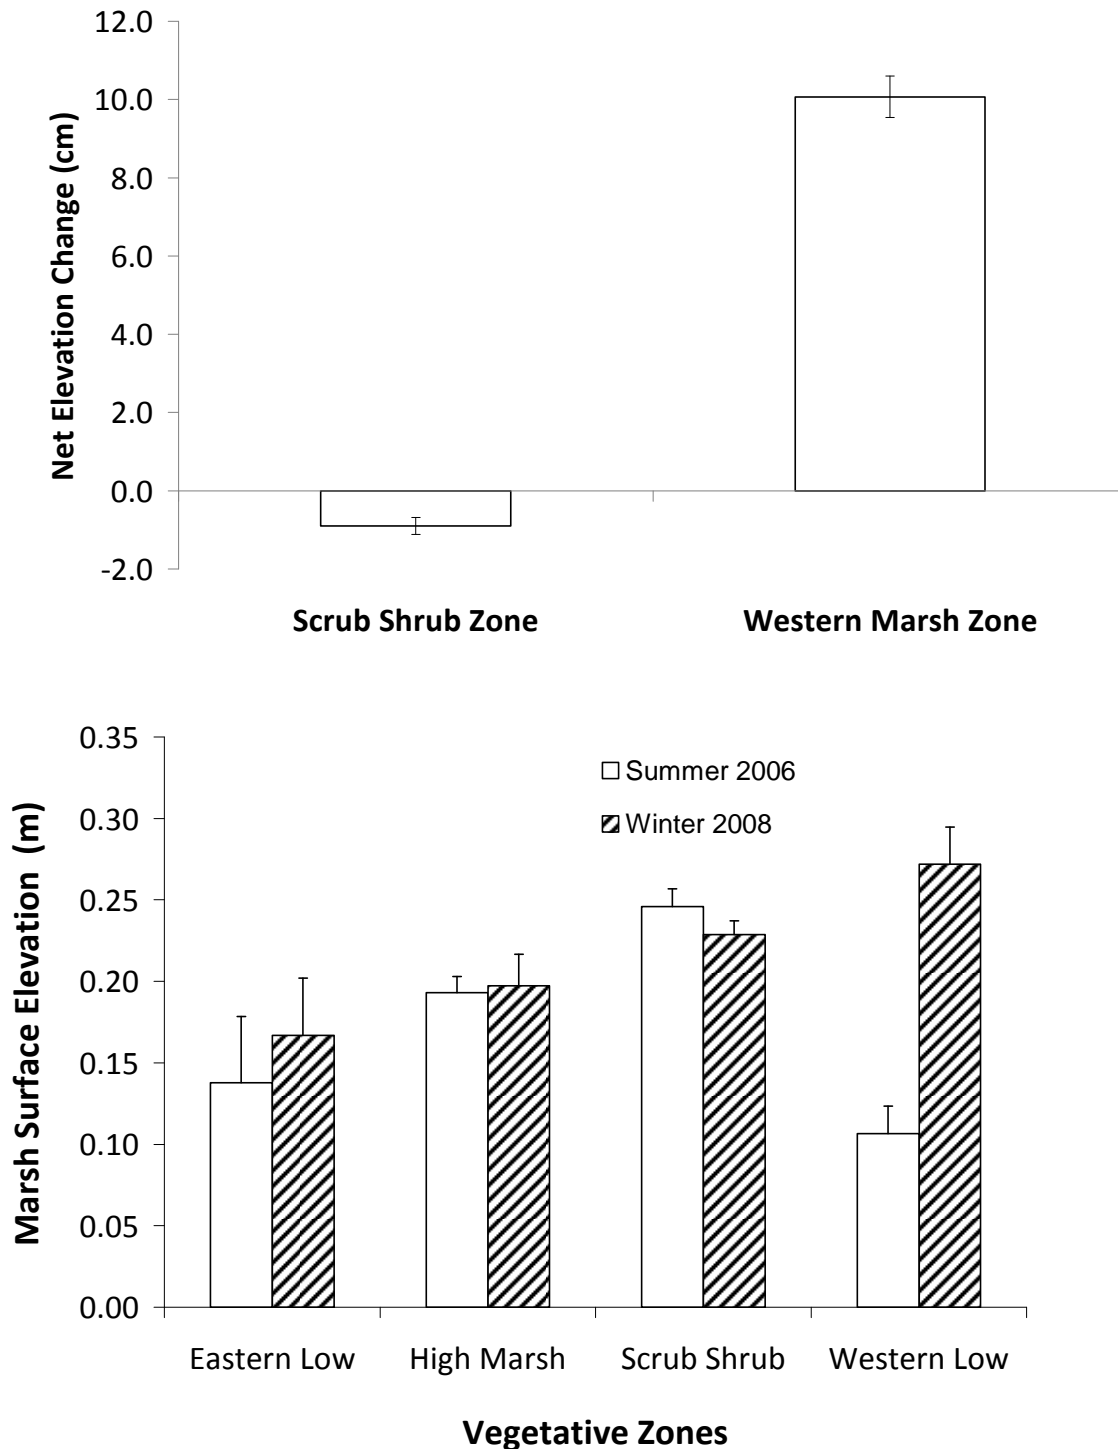 12.0
10.0
8.0
6.0
4.0
2.0
0.0
-2.0
Net Elevation Change (cm)
Scrub Shrub Zone Western Marsh Zone
0.35
0.30
0.25
0.20
0.15
0.10
0.05
0.00
Marsh Surface Elevation (m)
Summer 2006
Winter 2008
Eastern Low High Marsh Scrub Shrub Western Low
Vegetative Zones